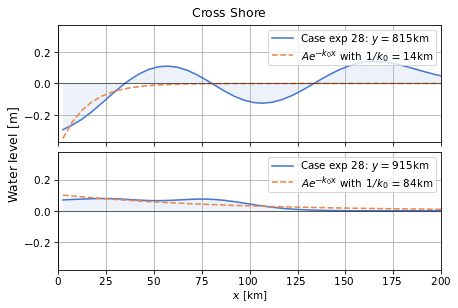 Cross Shore
Case exp 28: y = 815km
Ae^{-k₀x} with 1/k₀ = 14km
0.2
0.0
−0.2
Water level [m]
Case exp 28: y = 915km
Ae^{-k₀x} with 1/k₀ = 84km
0.2
0.0
−0.2
0 25 50 75 100 125 150 175 200
x [km]